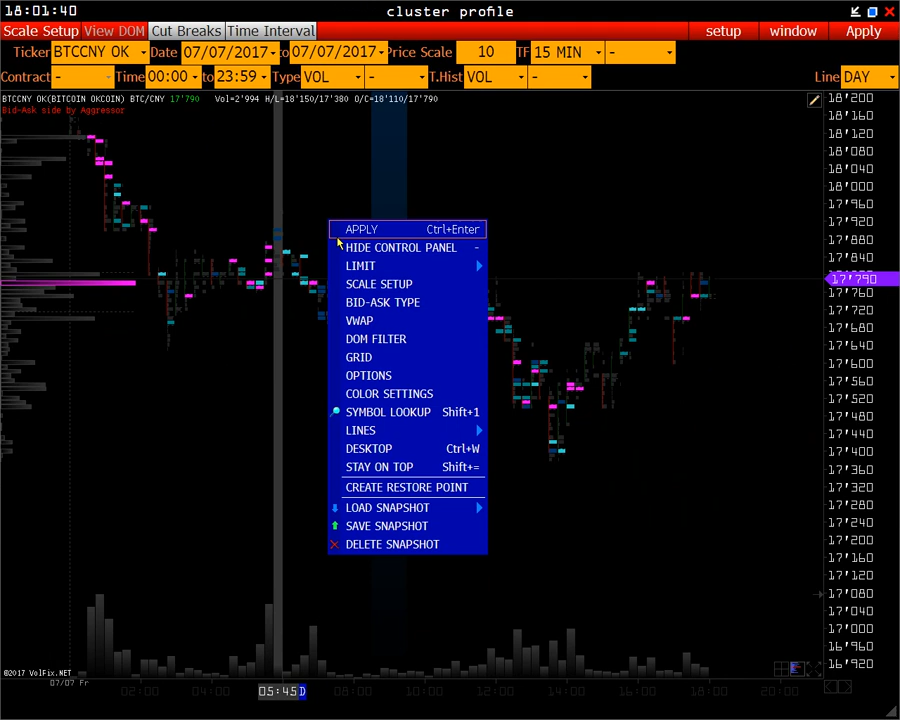 18:01:40 cluster profile
Scale Setup View DOM Cut Breaks Time Interval setup window Apply
Ticker BTCCNY OK Date 07/07/2017 to 07/07/2017 Price Scale 10 TF 15 MIN -
Contract - Time 00:00 to 23:59 Type VOL - T.Hist VOL - Line DAY
BTCCNY OK(BITCOIN OKCOIN) BTC/CNY 17'790 Vol=2'994 H/L=18'150/17'380 O/C=18'110/17'790
Bid-Ask side by Aggressor
18'200
18'160
18'120
18'080
18'040
18'000
17'960
17'920
17'880
17'840
17'790
17'760
17'720
17'680
17'640
17'600
17'560
17'520
17'480
17'440
17'400
17'360
17'320
17'280
17'240
17'200
17'160
17'120
17'080
17'040
17'000
16'960
16'920
APPLY Ctrl+Enter
HIDE CONTROL PANEL -
LIMIT
SCALE SETUP
BID-ASK TYPE
VWAP
DOM FILTER
GRID
OPTIONS
COLOR SETTINGS
SYMBOL LOOKUP Shift+1
LINES
DESKTOP Ctrl+W
STAY ON TOP Shift+=
CREATE RESTORE POINT
LOAD SNAPSHOT
SAVE SNAPSHOT
DELETE SNAPSHOT
©2017 VolFix.NET
07/07 Fr
02:00 04:00 05:45 D 08:00 10:00 12:00 14:00 16:00 18:00 20:00